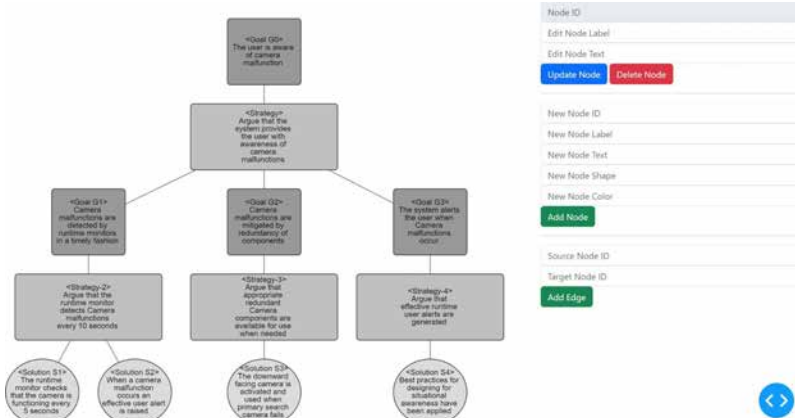 <Goal G0>
The user is aware
of camera
malfunction
<Strategy>
Argue that the
system provides
the user with
awareness of
camera
malfunctions
<Goal G1>
Camera
malfunctions are
detected by
runtime monitors
in a timely fashion
<Goal G2>
Camera
malfunctions are
mitigated by
redundancy of
components
<Goal G3>
The system alerts
the user when
Camera
malfunctions
occur
<Strategy-2>
Argue that the
runtime monitor
detects Camera
malfunctions
every 10 seconds
<Strategy-3>
Argue that
appropriate
redundant
Camera
components are
available for use
when needed
<Strategy-4>
Argue that
effective runtime
user alerts are
generated
<Solution S1>
The runtime
monitor checks
that the camera is
functioning every
5 seconds
<Solution S2>
When a camera
malfunction
occurs an
effective user alert
is raised
<Solution S3>
The downward
facing camera is
activated and
used when
primary search
camera fails
<Solution S4>
Best practices for
designing for
situational
awareness have
been applied
Node ID
Edit Node Label
Edit Node Text
Update Node Delete Node
New Node ID
New Node Label
New Node Text
New Node Shape
New Node Color
Add Node
Source Node ID
Target Node ID
Add Edge